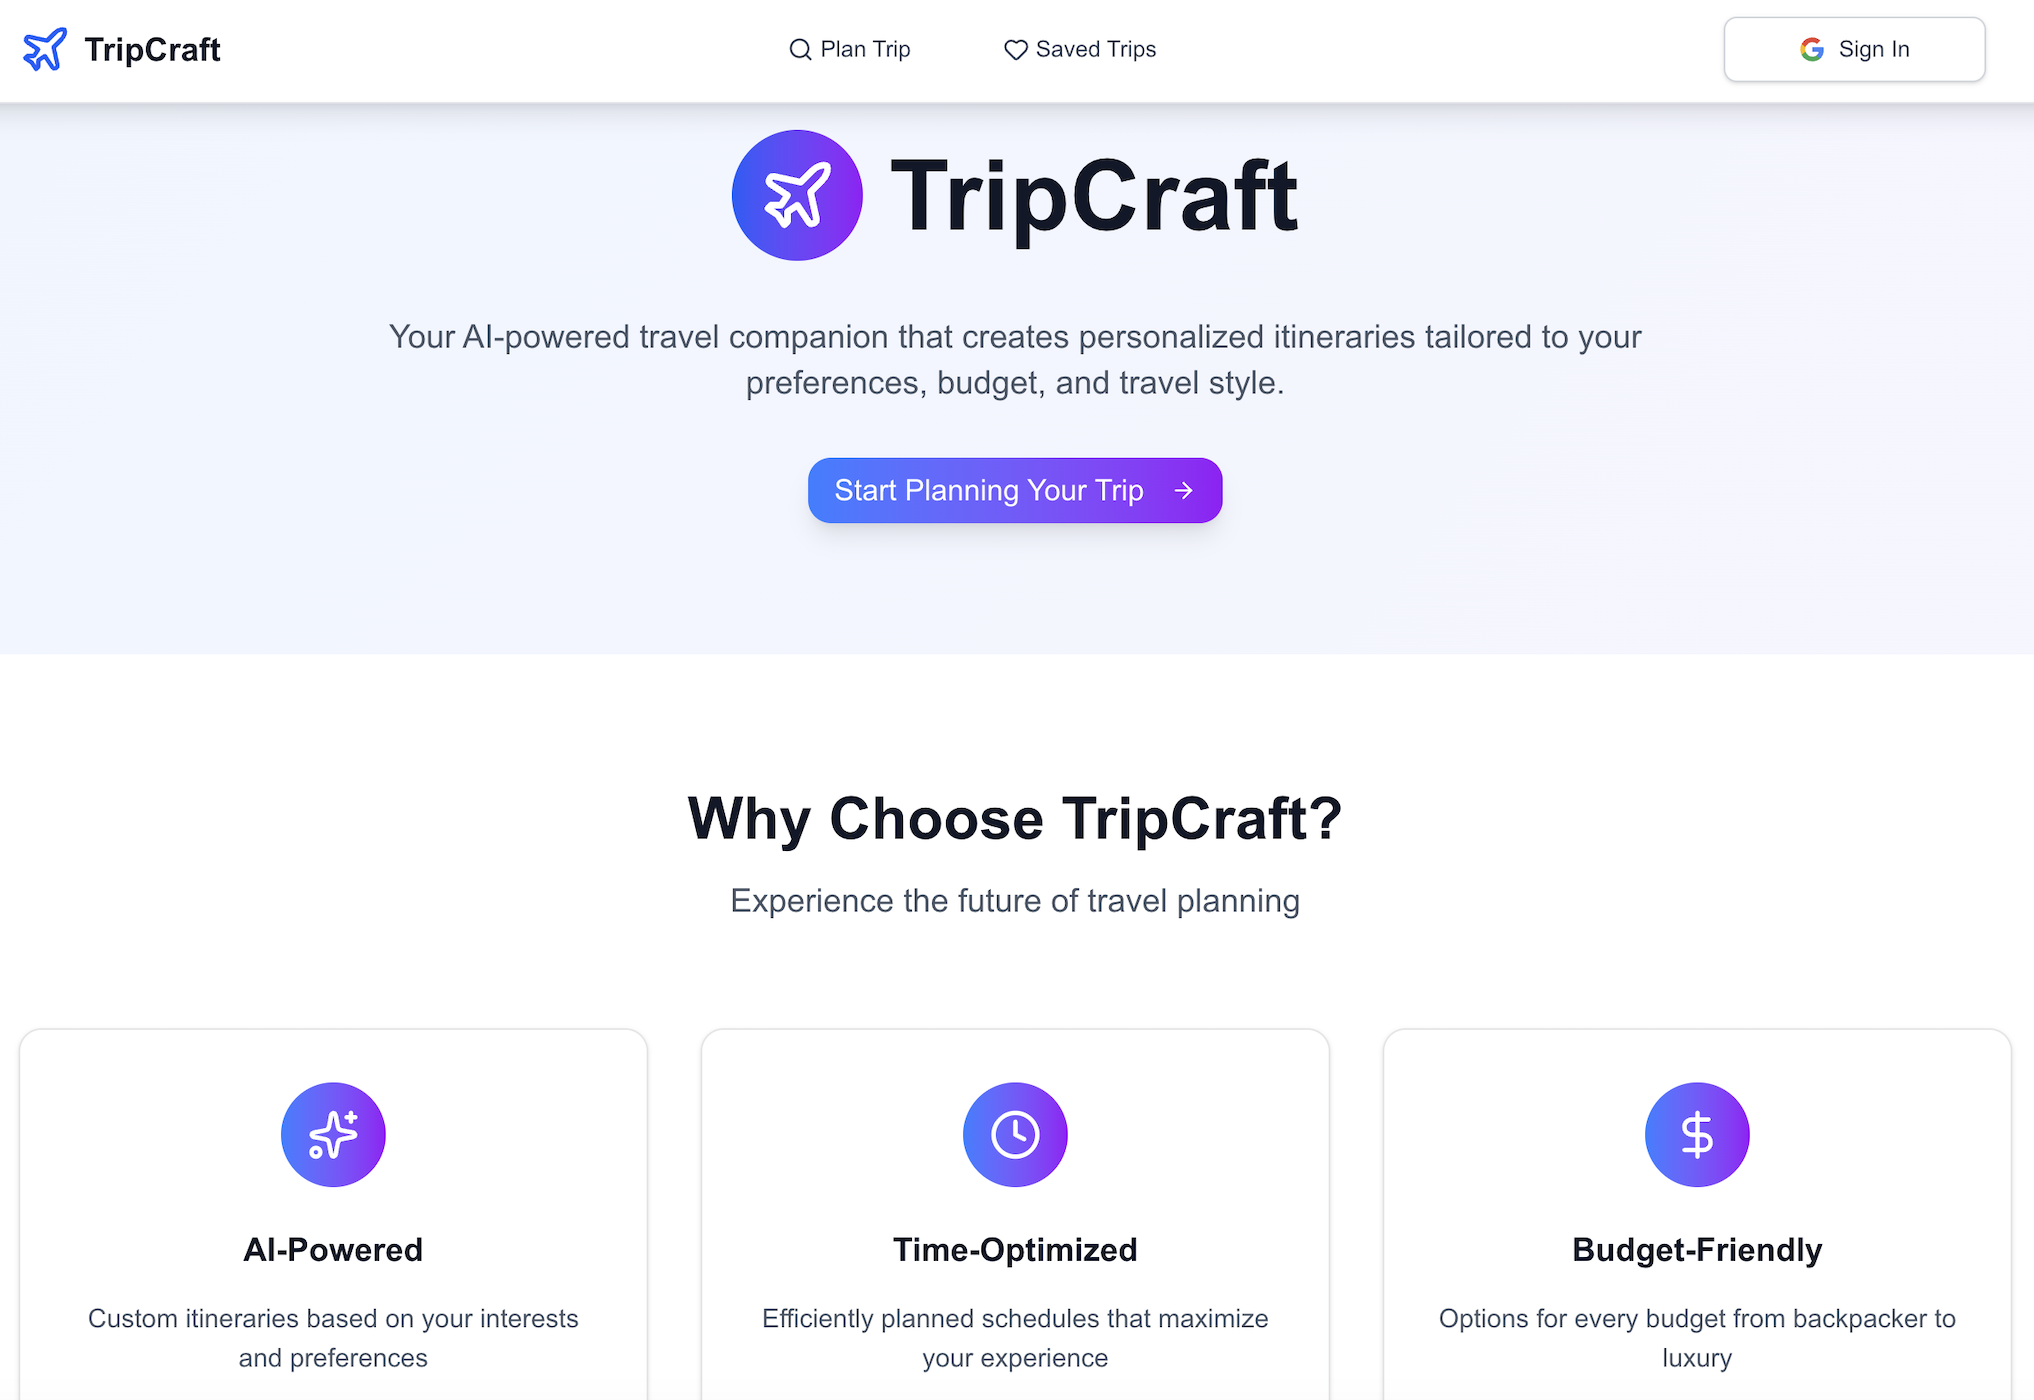 TripCraft
Plan Trip
Saved Trips
Sign In
TripCraft
Your AI-powered travel companion that creates personalized itineraries tailored to your
preferences, budget, and travel style.
Start Planning Your Trip
Why Choose TripCraft?
Experience the future of travel planning
AI-Powered
Custom itineraries based on your interests
and preferences
Time-Optimized
Efficiently planned schedules that maximize
your experience
Budget-Friendly
Options for every budget from backpacker to
luxury